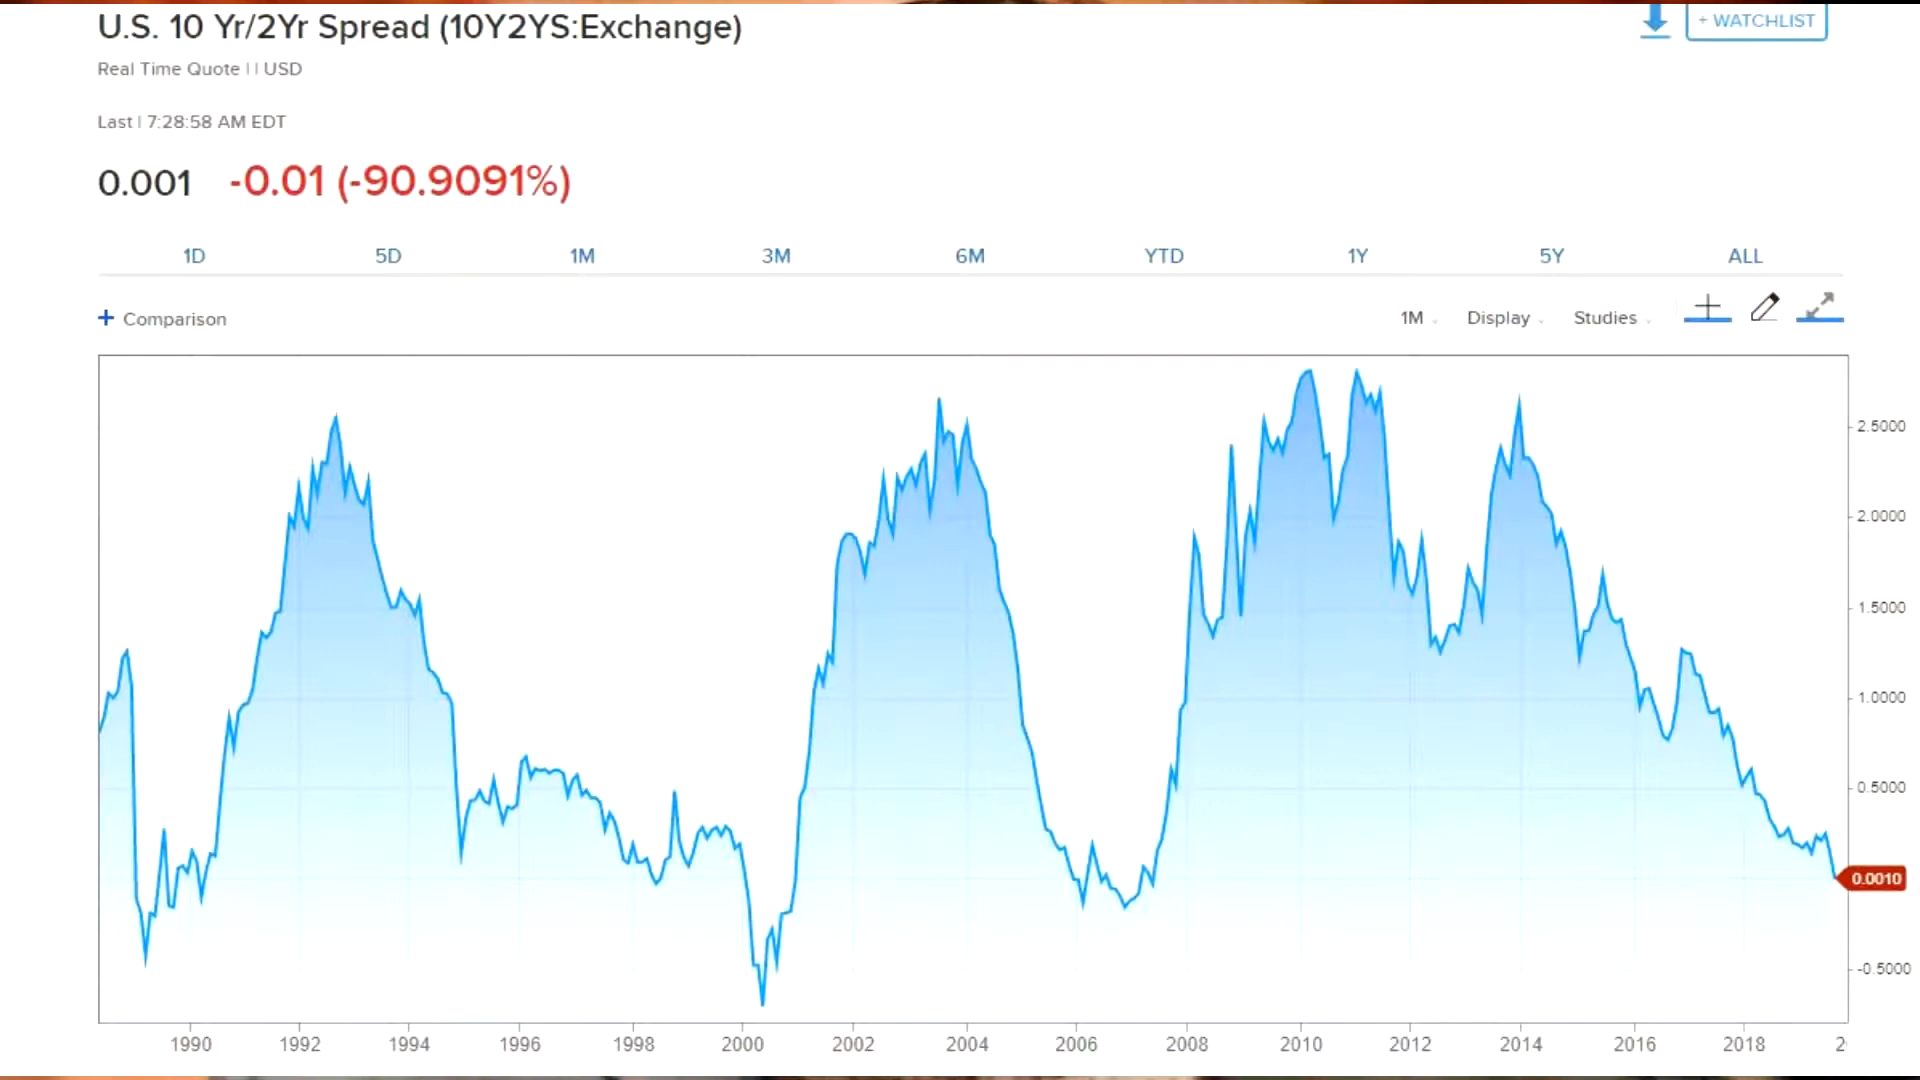 U.S. 10 Yr/2Yr Spread (10Y2YS:Exchange)
+ WATCHLIST
Real Time Quote | | USD
Last | 7:28:58 AM EDT
0.001 -0.01 (-90.9091%)
1D 5D 1M 3M 6M YTD 1Y 5Y ALL
+ Comparison
1M Display Studies
2.5000
2.0000
1.5000
1.0000
0.5000
0.0010
-0.5000
1990 1992 1994 1996 1998 2000 2002 2004 2006 2008 2010 2012 2014 2016 2018 2